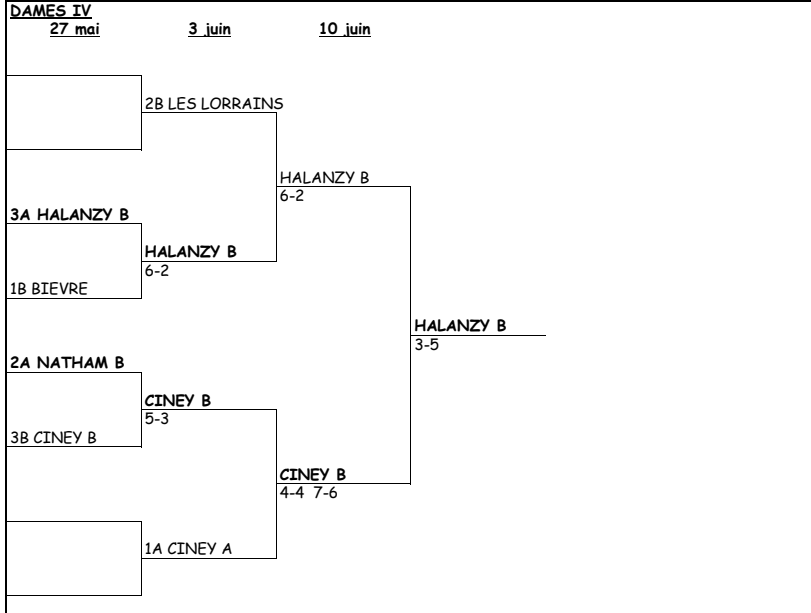 DAMES IV
27 mai 3 juin 10 juin
2B LES LORRAINS
HALANZY B
6-2
3A HALANZY B
HALANZY B
6-2
1B BIEVRE
HALANZY B
3-5
2A NATHAM B
CINEY B
5-3
3B CINEY B
CINEY B
4-4 7-6
1A CINEY A